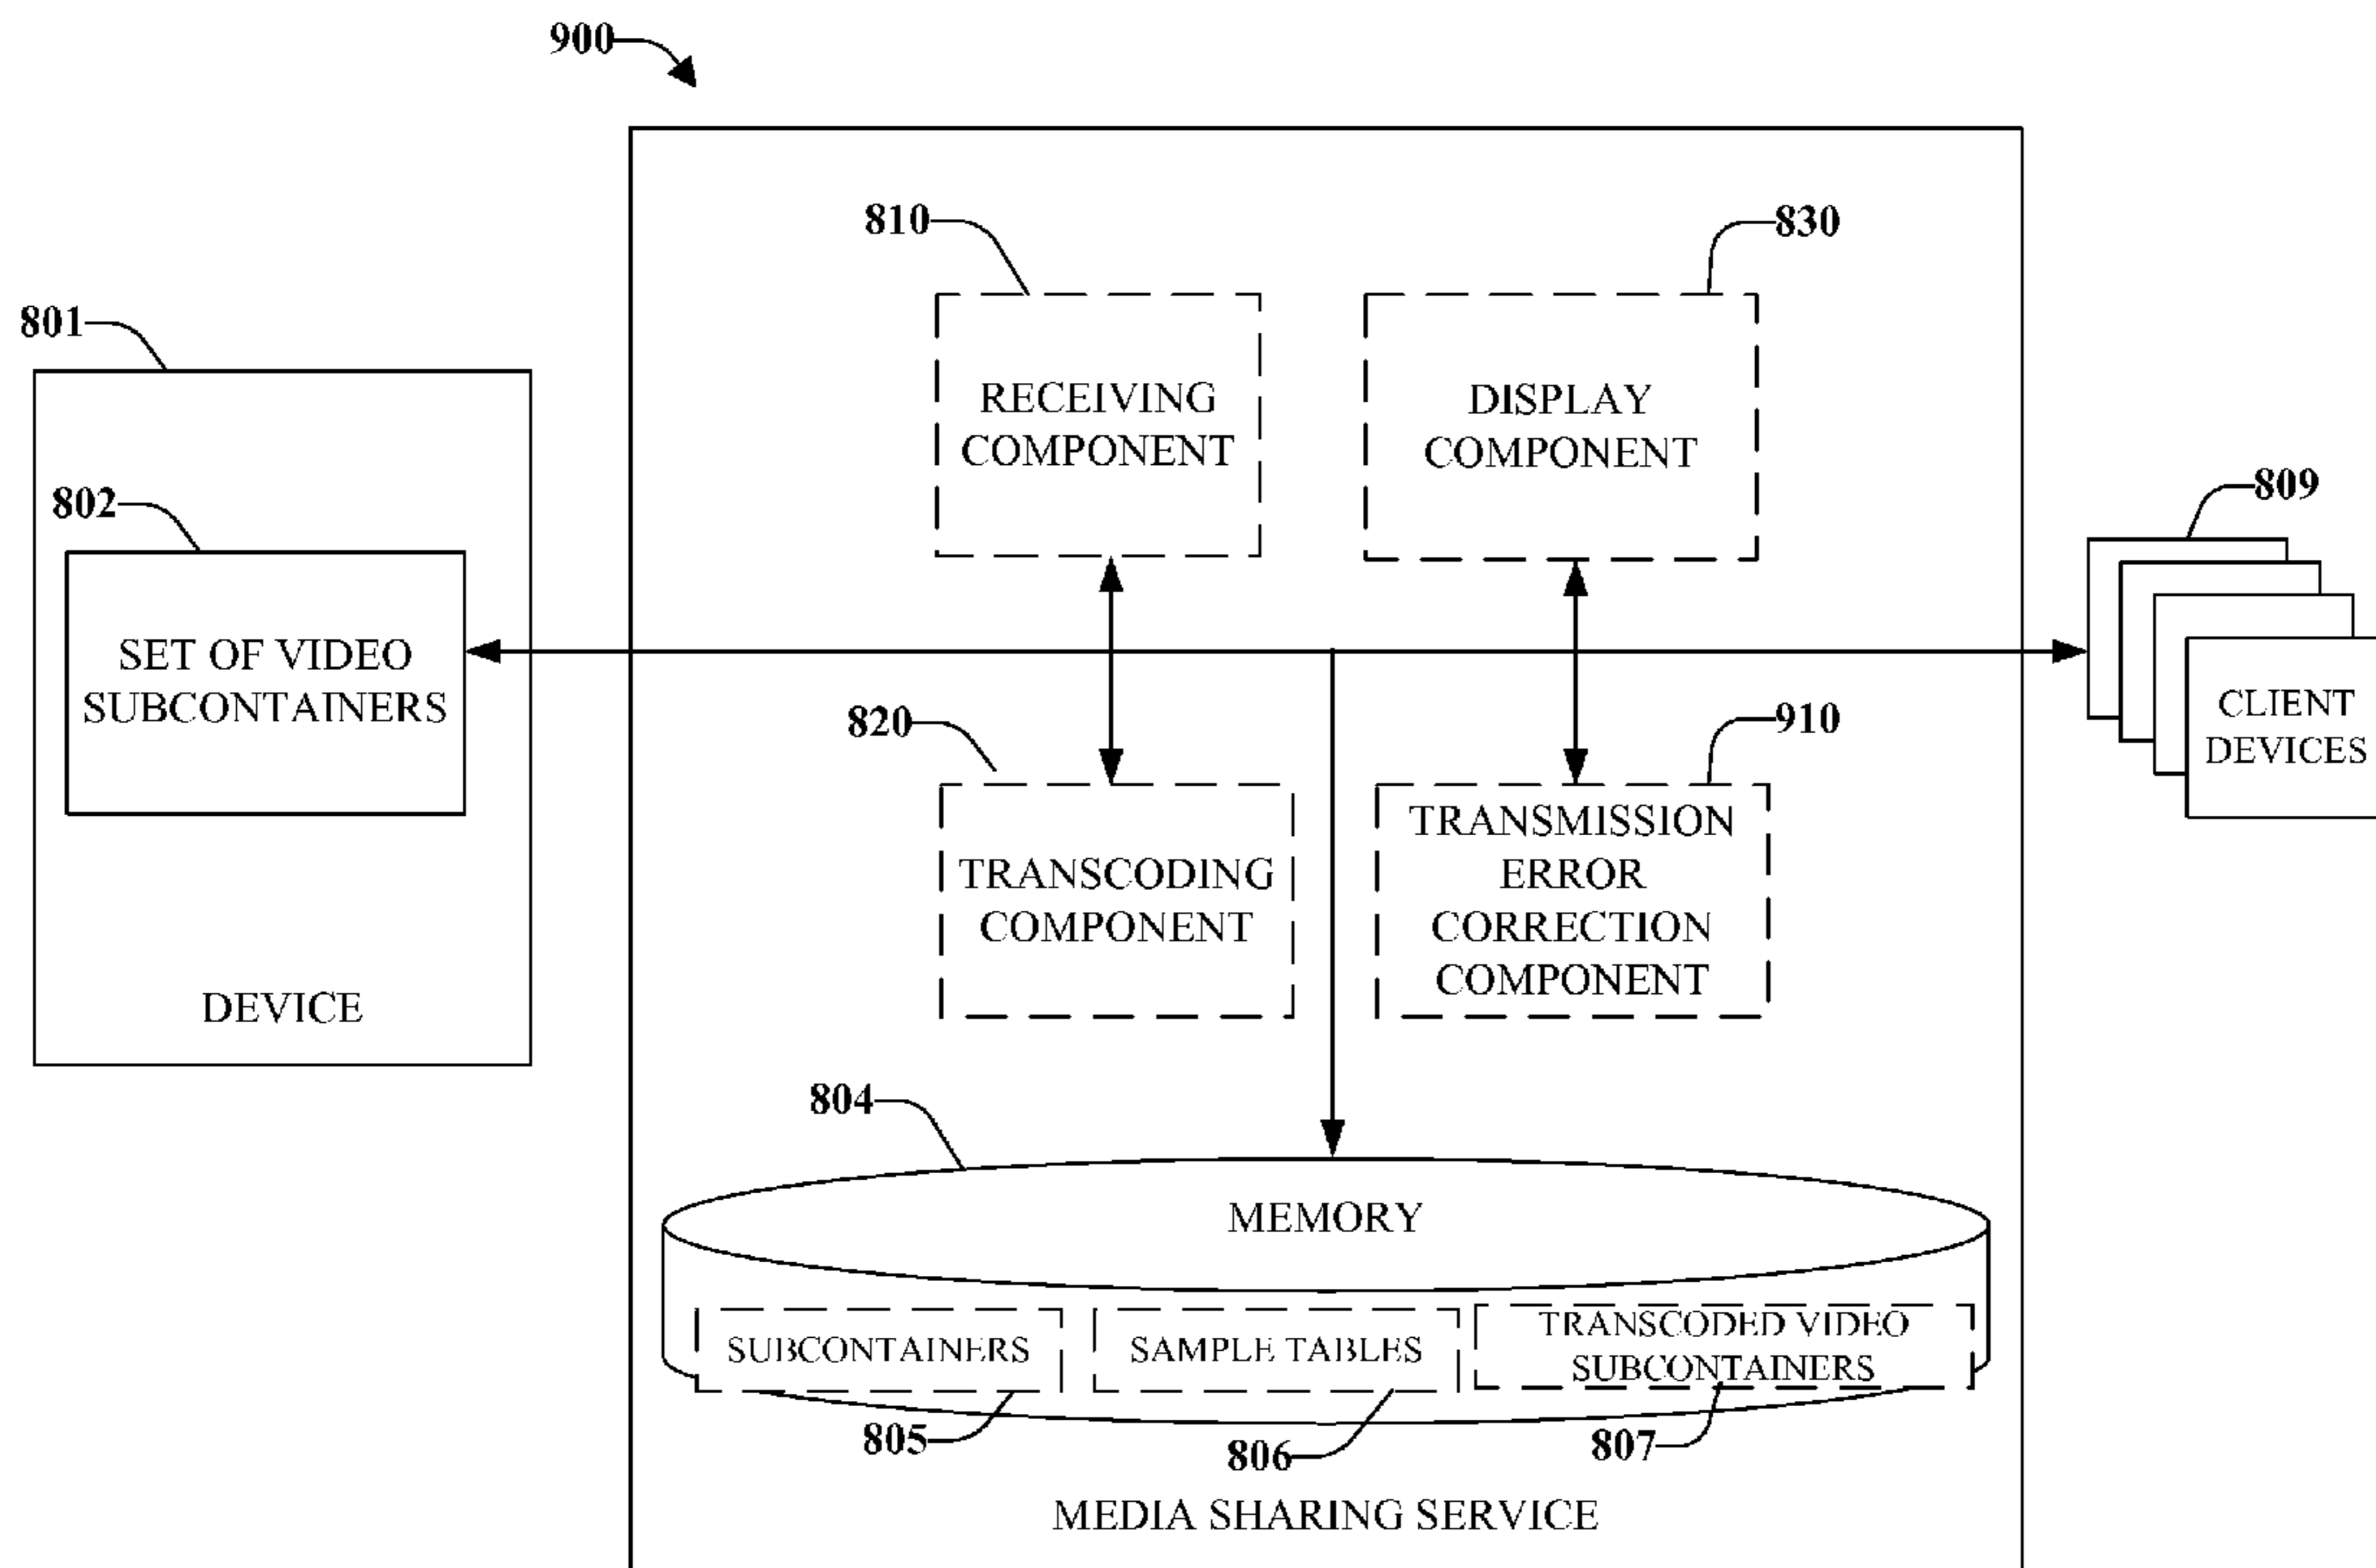 900
810
830
801
RECEIVING
COMPONENT
DISPLAY
COMPONENT
802
809
SET OF VIDEO
SUBCONTAINERS
820
910
CLIENT
DEVICES
TRANSCODING
COMPONENT
TRANSMISSION
ERROR
CORRECTION
COMPONENT
DEVICE
804
MEMORY
SUBCONTAINERS
SAMPLE TABLES
TRANSCODED VIDEO
SUBCONTAINERS
805
806
807
MEDIA SHARING SERVICE